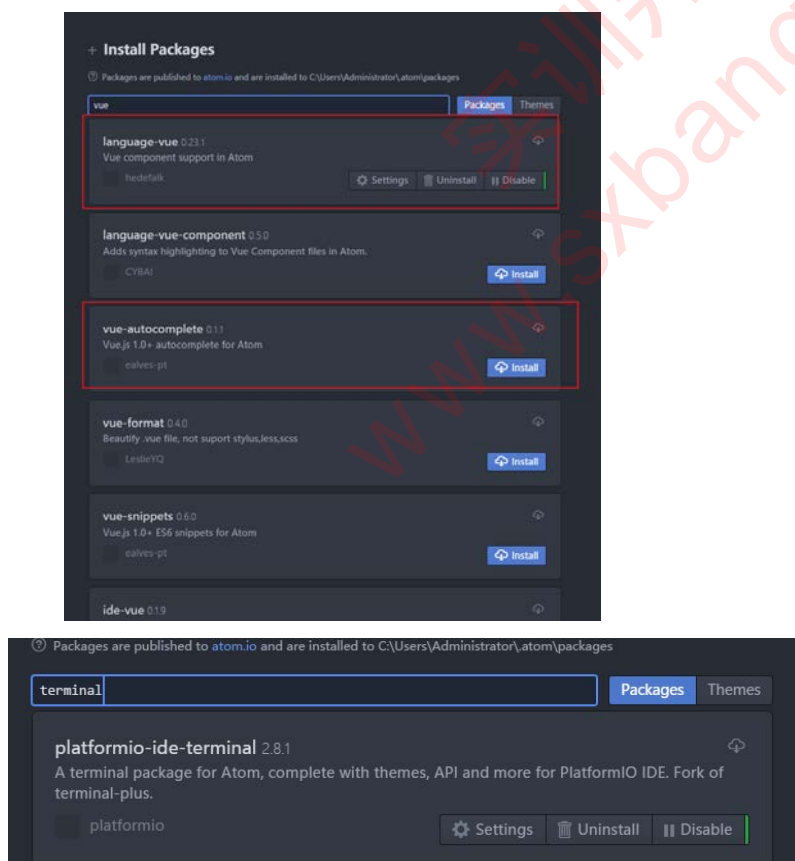 + Install Packages
? Packages are published to atom.io and are installed to C:\Users\Administrator\.atom\packages
vue
Packages Themes
language-vue 0.23.1
Vue component support in Atom
hedefalk
Settings Uninstall Disable
language-vue-component 0.5.0
Adds syntax highlighting to Vue Component files in Atom.
CYBAI
Install
vue-autocomplete 0.1.1
Vue.js 1.0+ autocomplete for Atom
ealves-pt
Install
vue-format 0.4.0
Beautify .vue file, not suport stylus,less,scss
LeslieYQ
Install
vue-snippets 0.6.0
Vue.js 1.0+ ES6 snippets for Atom
ealves-pt
Install
ide-vue 0.1.9
? Packages are published to atom.io and are installed to C:\Users\Administrator\.atom\packages
terminal
Packages Themes
platformio-ide-terminal 2.8.1
A terminal package for Atom, complete with themes, API and more for PlatformIO IDE. Fork of
terminal-plus.
platformio
Settings Uninstall Disable
实训
www.sxbang